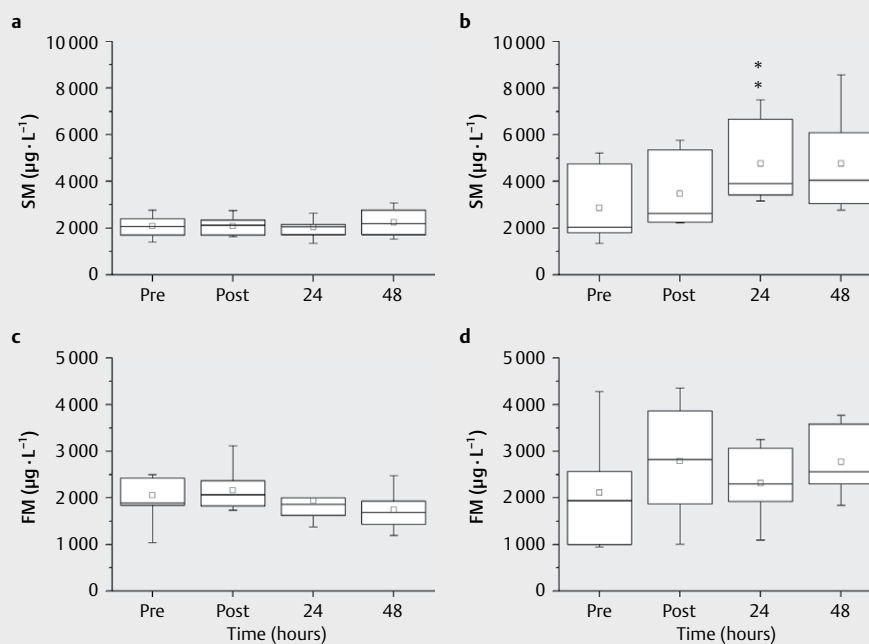 a
10 000
8 000
6 000
4 000
2 000
0
SM (µg · L⁻¹)
Pre Post 24 48
b
10 000
8 000
6 000
4 000
2 000
0
SM (µg · L⁻¹)
*
*
Pre Post 24 48
c
5 000
4 000
3 000
2 000
1 000
0
FM (µg · L⁻¹)
Pre Post 24 48
Time (hours)
d
5 000
4 000
3 000
2 000
1 000
0
FM (µg · L⁻¹)
Pre Post 24 48
Time (hours)